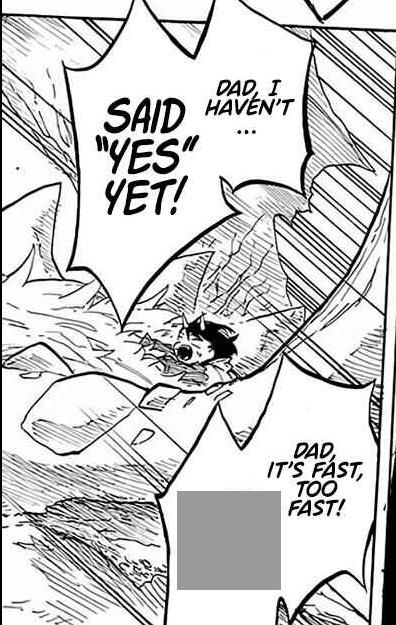 DAD, I
HAVEN'T
...
SAID
"YES"
YET!
DAD,
IT'S FAST,
TOO
FAST!